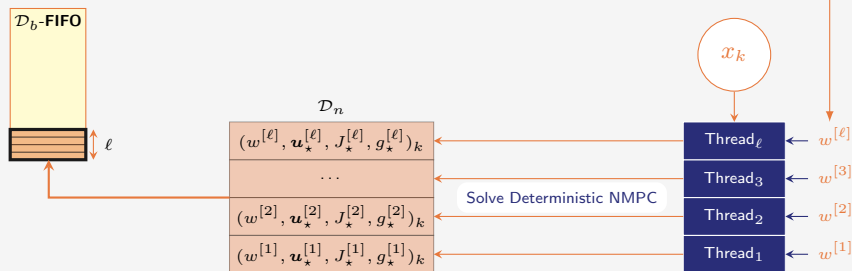 𝒟_b-FIFO
x_k
𝒟_n
ℓ
(w^[ℓ], u_⋆^[ℓ], J_⋆^[ℓ], g_⋆^[ℓ])_k
Thread_ℓ
w^[ℓ]
...
Thread_3
w^[3]
Solve Deterministic NMPC
(w^[2], u_⋆^[2], J_⋆^[2], g_⋆^[2])_k
Thread_2
w^[2]
(w^[1], u_⋆^[1], J_⋆^[1], g_⋆^[1])_k
Thread_1
w^[1]